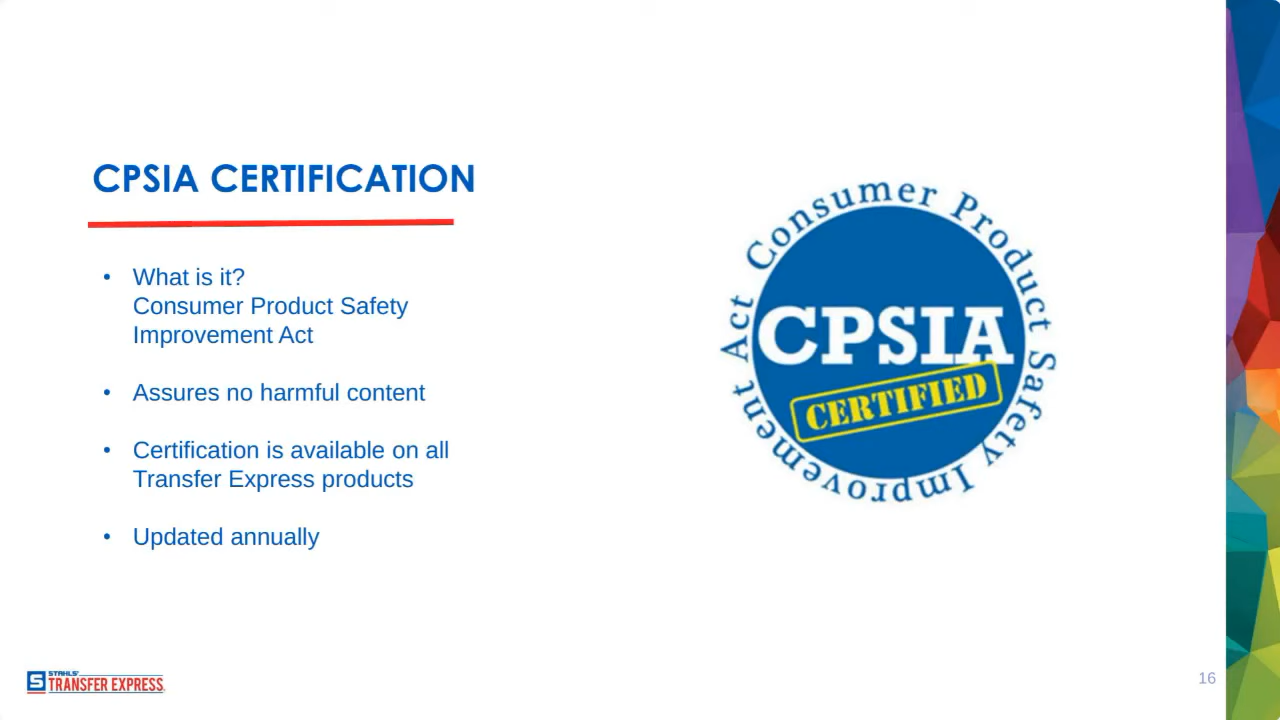 CPSIA CERTIFICATION
• What is it?
Consumer Product Safety
Improvement Act
• Assures no harmful content
• Certification is available on all
Transfer Express products
• Updated annually
Consumer Product Safety Improvement Act
CPSIA
CERTIFIED
S STAHLS'
TRANSFER EXPRESS
16